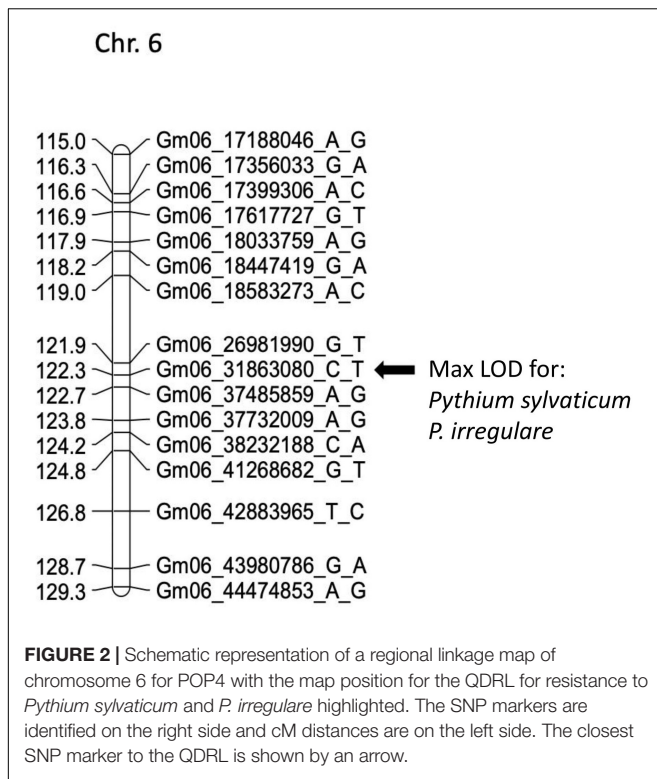 Chr. 6
115.0 Gm06_17188046_A_G
116.3 Gm06_17356033_G_A
116.6 Gm06_17399306_A_C
116.9 Gm06_17617727_G_T
117.9 Gm06_18033759_A_G
118.2 Gm06_18447419_G_A
119.0 Gm06_18583273_A_C
121.9 Gm06_26981990_G_T
122.3 Gm06_31863080_C_T Max LOD for:
122.7 Gm06_37485859_A_G Pythium sylvaticum
123.8 Gm06_37732009_A_G P. irregulare
124.2 Gm06_38232188_C_A
124.8 Gm06_41268682_G_T
126.8 Gm06_42883965_T_C
128.7 Gm06_43980786_G_A
129.3 Gm06_44474853_A_G
FIGURE 2 | Schematic representation of a regional linkage map of
chromosome 6 for POP4 with the map position for the QDRL for resistance to
Pythium sylvaticum and P. irregulare highlighted. The SNP markers are
identified on the right side and cM distances are on the left side. The closest
SNP marker to the QDRL is shown by an arrow.